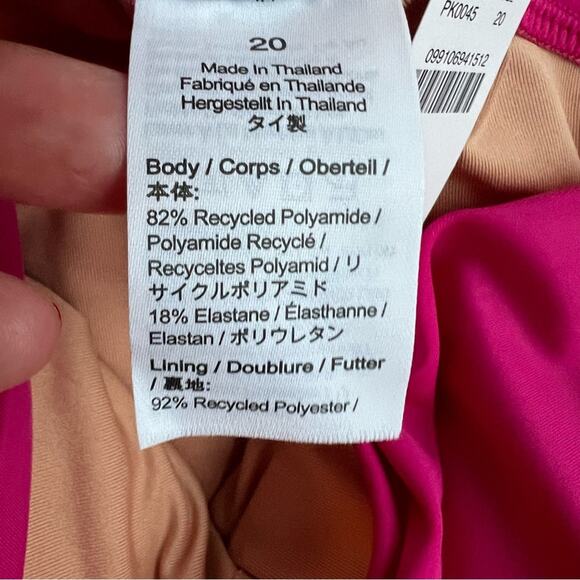 PK0045 20
099106941512
20
Made In Thailand
Fabriqué en Thailande
Hergestellt In Thailand
タイ製
Body / Corps / Oberteil /
本体:
82% Recycled Polyamide /
Polyamide Recyclé /
Recyceltes Polyamid / リ
サイクルポリアミド
18% Elastane / Élasthanne /
Elastan / ポリウレタン
Lining / Doublure / Futter
/ 裏地:
92% Recycled Polyester /